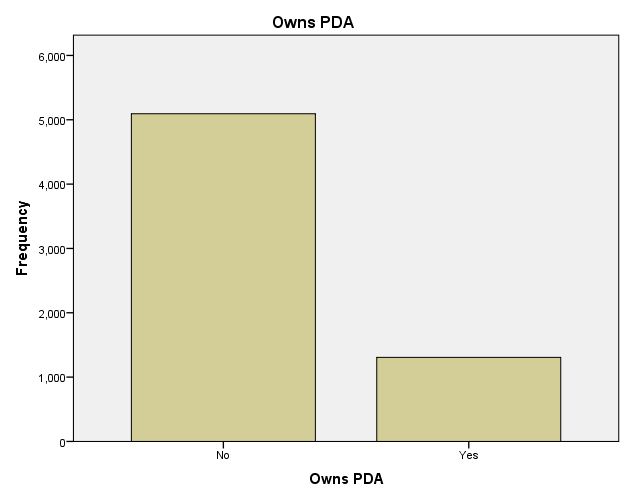 Owns PDA
6,000
5,000
4,000
3,000
2,000
1,000
0
Frequency
No Yes
Owns PDA